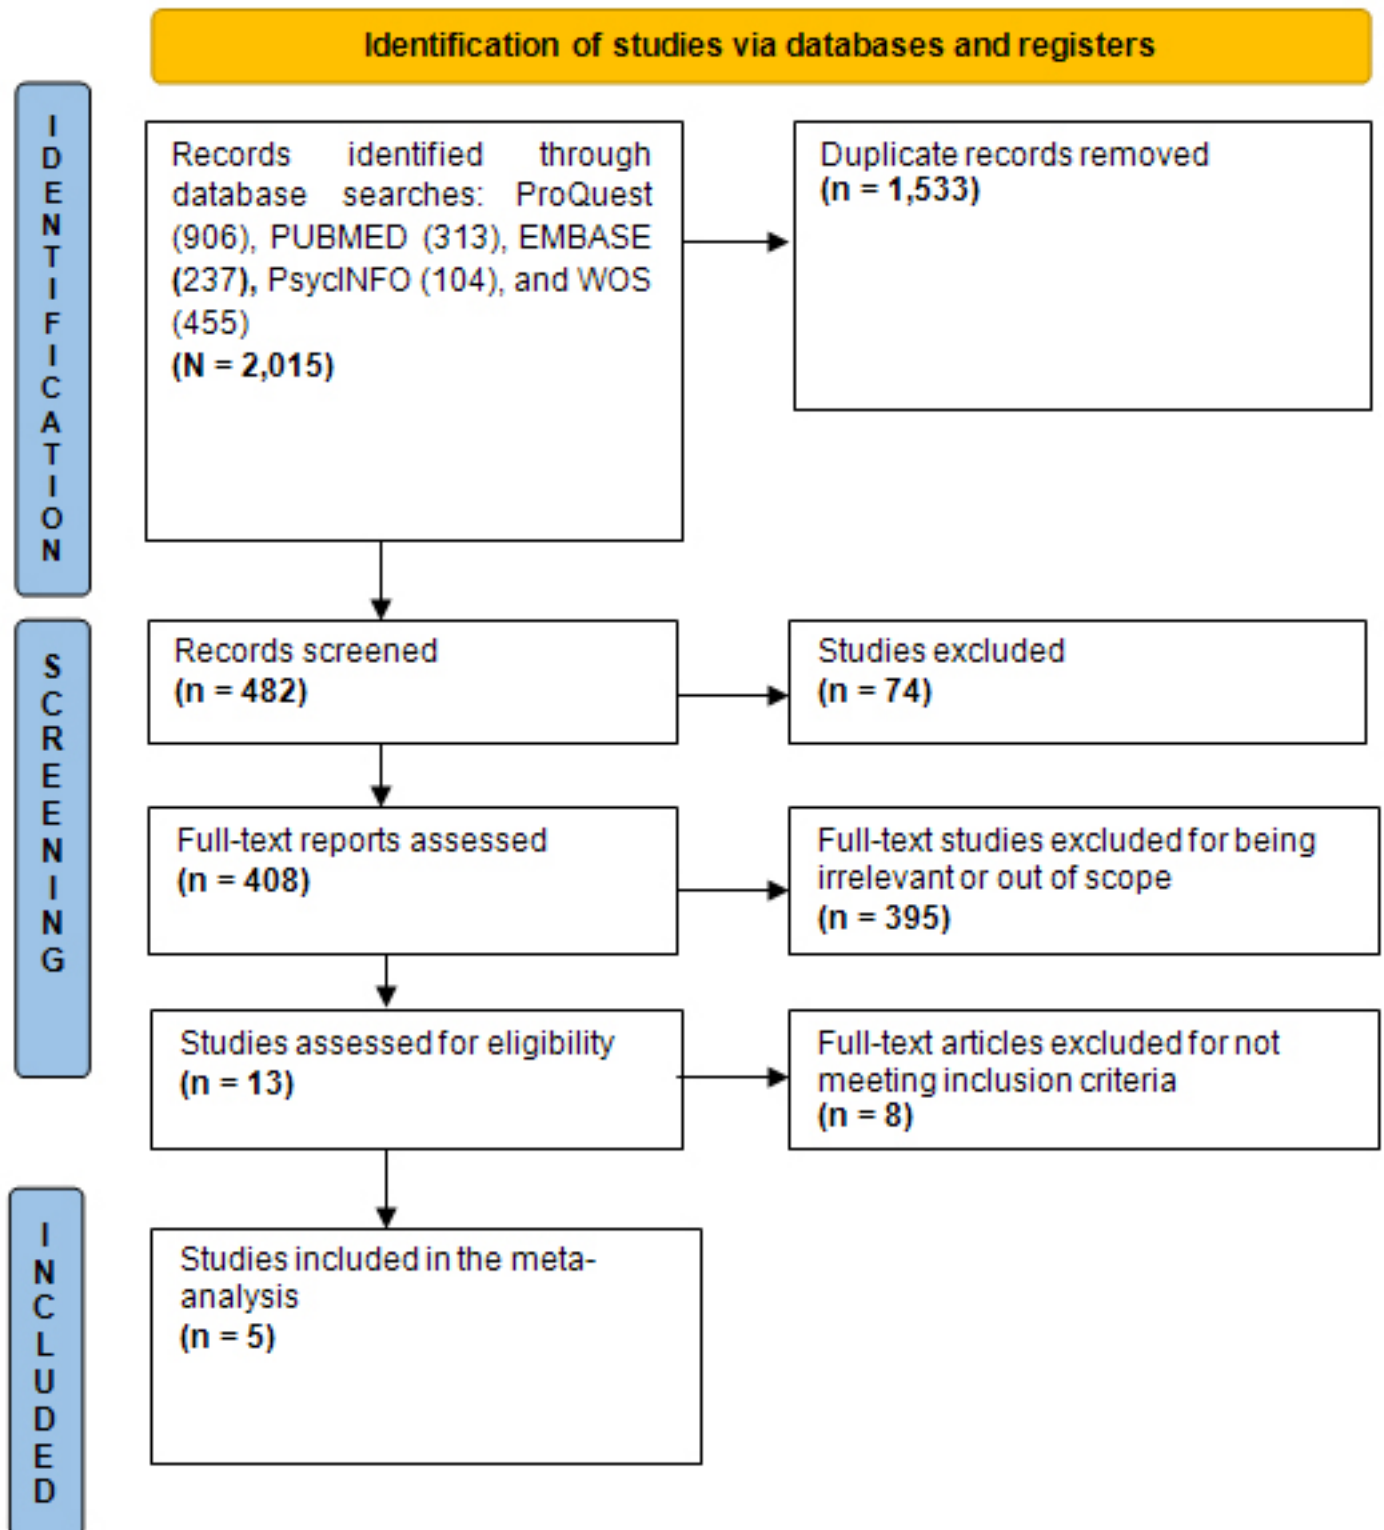 Identification of studies via databases and registers
IDENTIFICATION
Records identified through
database searches: ProQuest
(906), PUBMED (313), EMBASE
(237), PsycINFO (104), and WOS
(455)
(N = 2,015)
Duplicate records removed
(n = 1,533)
SCREENING
Records screened
(n = 482)
Studies excluded
(n = 74)
Full-text reports assessed
(n = 408)
Full-text studies excluded for being
irrelevant or out of scope
(n = 395)
Studies assessed for eligibility
(n = 13)
Full-text articles excluded for not
meeting inclusion criteria
(n = 8)
INCLUDED
Studies included in the meta-
analysis
(n = 5)